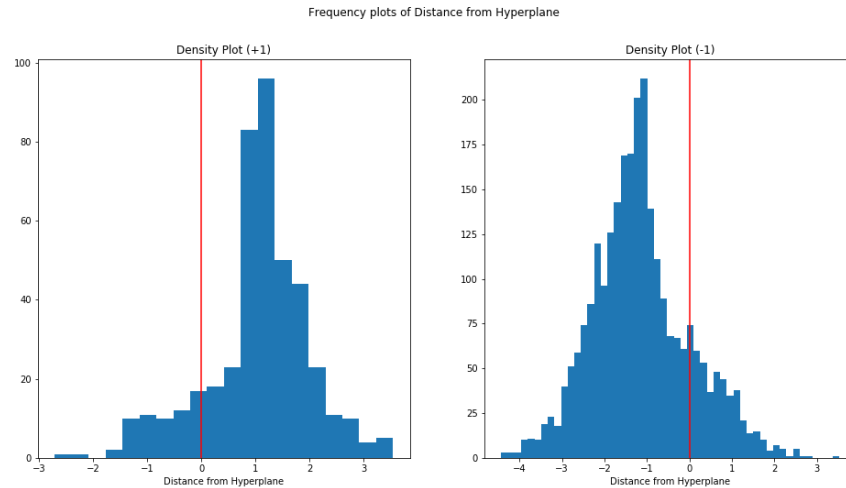 Frequency plots of Distance from Hyperplane
Density Plot (+1)
100
80
60
40
20
0
−3 −2 −1 0 1 2 3
Distance from Hyperplane
Density Plot (-1)
200
175
150
125
100
75
50
25
0
−4 −3 −2 −1 0 1 2 3
Distance from Hyperplane